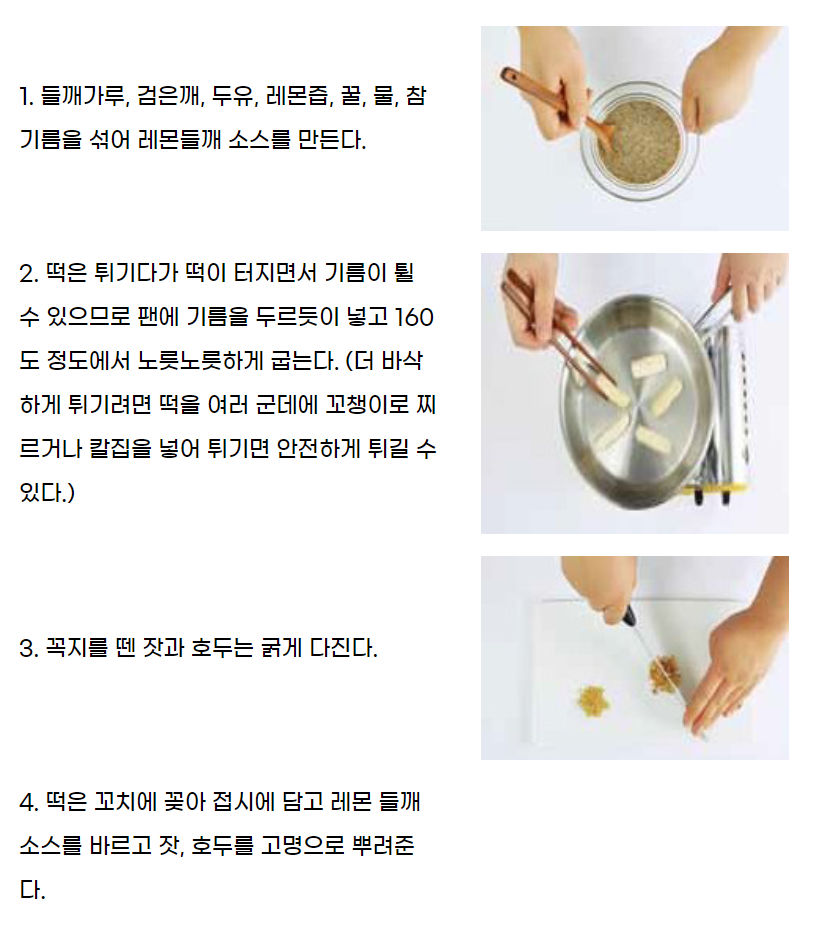 1. 들깨가루, 검은깨, 두유, 레몬즙, 꿀, 물, 참
기름을 섞어 레몬들깨 소스를 만든다.
2. 떡은 튀기다가 떡이 터지면서 기름이 튈
수 있으므로 팬에 기름을 두르듯이 넣고 160
도 정도에서 노릇노릇하게 굽는다. (더 바삭
하게 튀기려면 떡을 여러 군데에 꼬챙이로 찌
르거나 칼집을 넣어 튀기면 안전하게 튀길 수
있다.)
3. 꼭지를 뗀 잣과 호두는 굵게 다진다.
4. 떡은 꼬치에 꽂아 접시에 담고 레몬 들깨
소스를 바르고 잣, 호두를 고명으로 뿌려준
다.